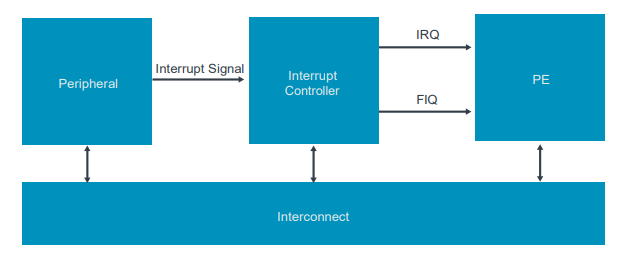 IRQ
Peripheral
Interrupt Signal
Interrupt
Controller
PE
FIQ
Interconnect